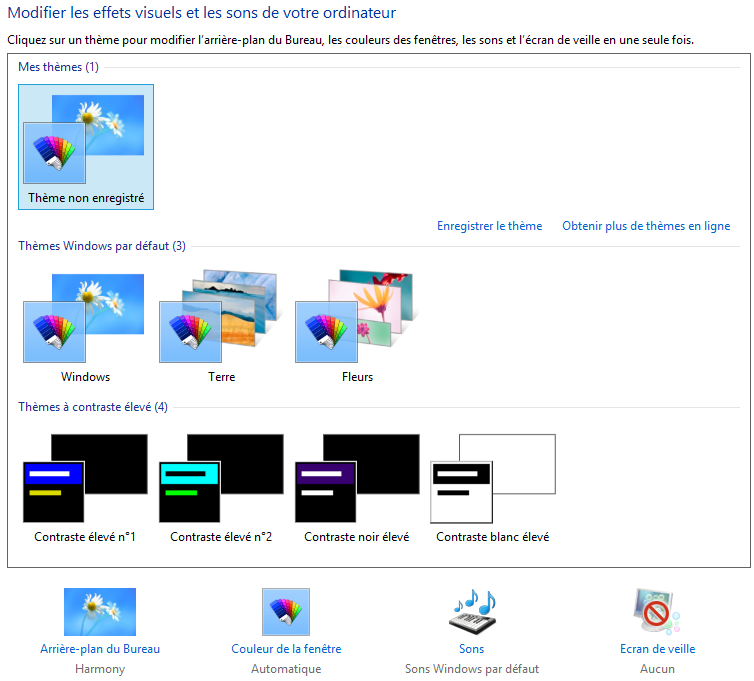 Modifier les effets visuels et les sons de votre ordinateur
Cliquez sur un thème pour modifier l’arrière-plan du Bureau, les couleurs des fenêtres, les sons et l’écran de veille en une seule fois.
Mes thèmes (1)
Thème non enregistré
Enregistrer le thème Obtenir plus de thèmes en ligne
Thèmes Windows par défaut (3)
Windows Terre Fleurs
Thèmes à contraste élevé (4)
Contraste élevé n°1 Contraste élevé n°2 Contraste noir élevé Contraste blanc élevé
Arrière-plan du Bureau Couleur de la fenêtre Sons Ecran de veille
Harmony Automatique Sons Windows par défaut Aucun